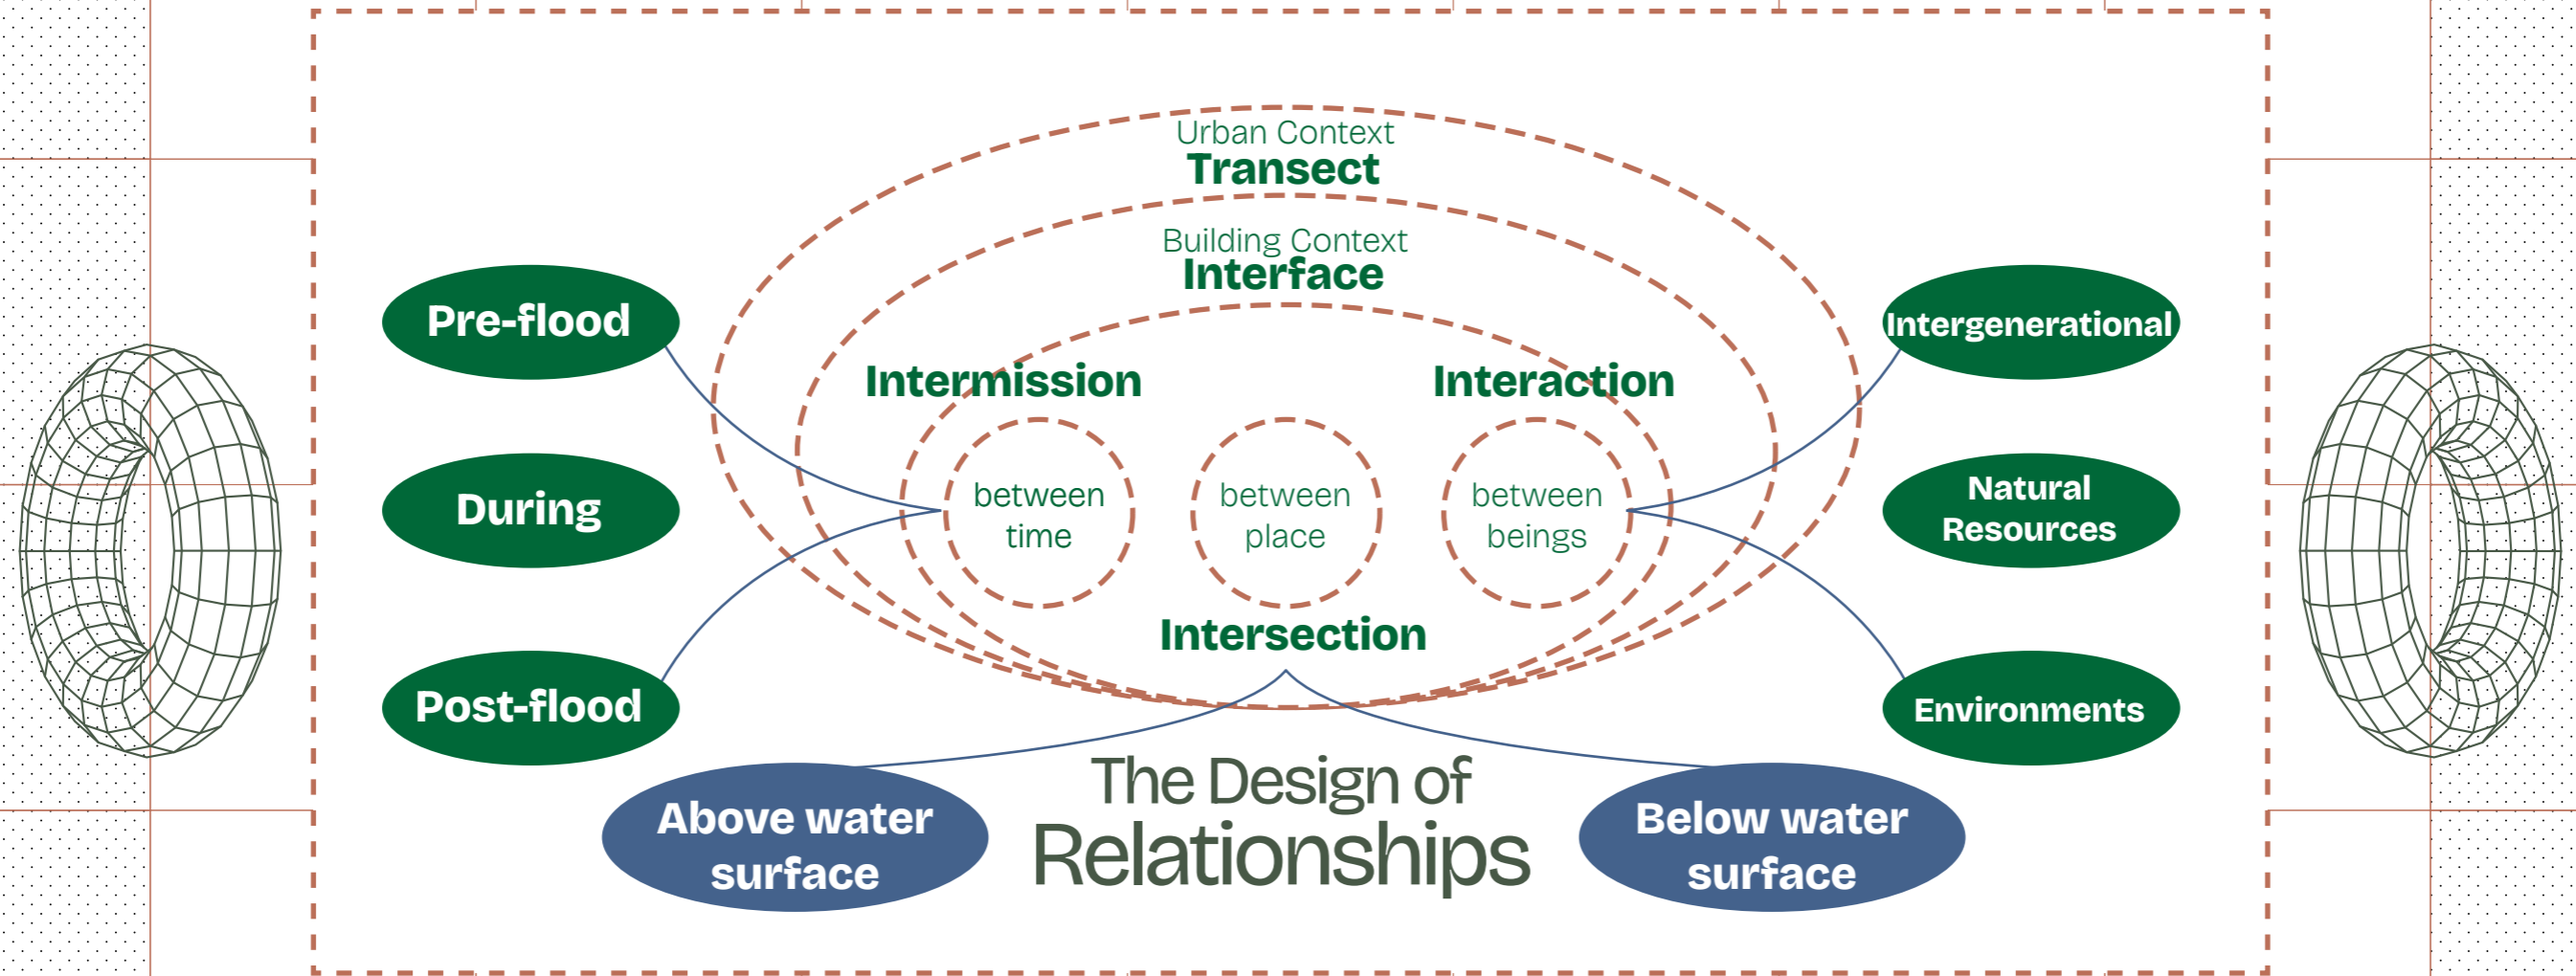 Urban Context
Transect
Building Context
Interface
Pre-flood
Intergenerational
Intermission
Interaction
During
between
time
between
place
between
beings
Natural
Resources
Intersection
Post-flood
Environments
The Design of
Relationships
Above water
surface
Below water
surface